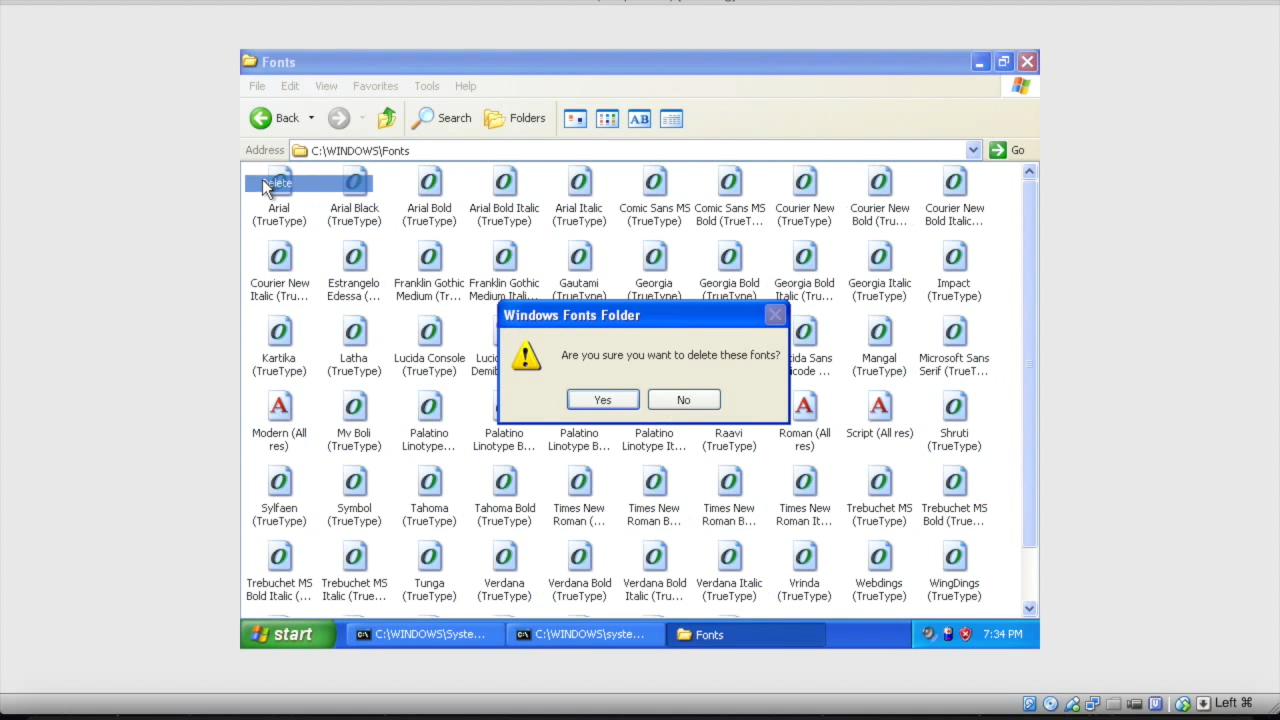 Fonts
File Edit View Favorites Tools Help
Back Search Folders AB
Address C:\WINDOWS\Fonts Go
Delete
Arial (TrueType)
Arial Black (TrueType)
Arial Bold (TrueType)
Arial Bold Italic (TrueType)
Arial Italic (TrueType)
Comic Sans MS (TrueType)
Comic Sans MS Bold (TrueT...
Courier New (TrueType)
Courier New Bold (Tru...
Courier New Bold Italic...
Courier New Italic (Tru...
Estrangelo Edessa (...
Franklin Gothic Medium (Tr...
Franklin Gothic Medium Itali...
Gautami (TrueType)
Georgia (TrueType)
Georgia Bold (TrueType)
Georgia Bold Italic (Tru...
Georgia Italic (TrueType)
Impact (TrueType)
Windows Fonts Folder
Are you sure you want to delete these fonts?
Yes No
Kartika (TrueType)
Latha (TrueType)
Lucida Console (TrueType)
Mangal (TrueType)
Microsoft Sans Serif (TrueT...
Modern (All res)
Mv Boli (TrueType)
Palatino Linotype...
Palatino Linotype B...
Palatino Linotype B...
Palatino Linotype It...
Raavi (TrueType)
Roman (All res)
Script (All res)
Shruti (TrueType)
Sylfaen (TrueType)
Symbol (TrueType)
Tahoma (TrueType)
Tahoma Bold (TrueType)
Times New Roman (...
Times New Roman B...
Times New Roman B...
Times New Roman It...
Trebuchet MS (TrueType)
Trebuchet MS Bold (True...
Trebuchet MS Bold Italic (...
Trebuchet MS Italic (True...
Tunga (TrueType)
Verdana (TrueType)
Verdana Bold (TrueType)
Verdana Bold Italic (Tru...
Verdana Italic (TrueType)
Vrinda (TrueType)
Webdings (TrueType)
WingDings (TrueType)
start C:\WINDOWS\Syste... C:\WINDOWS\syste... Fonts 7:34 PM
Left ⌘